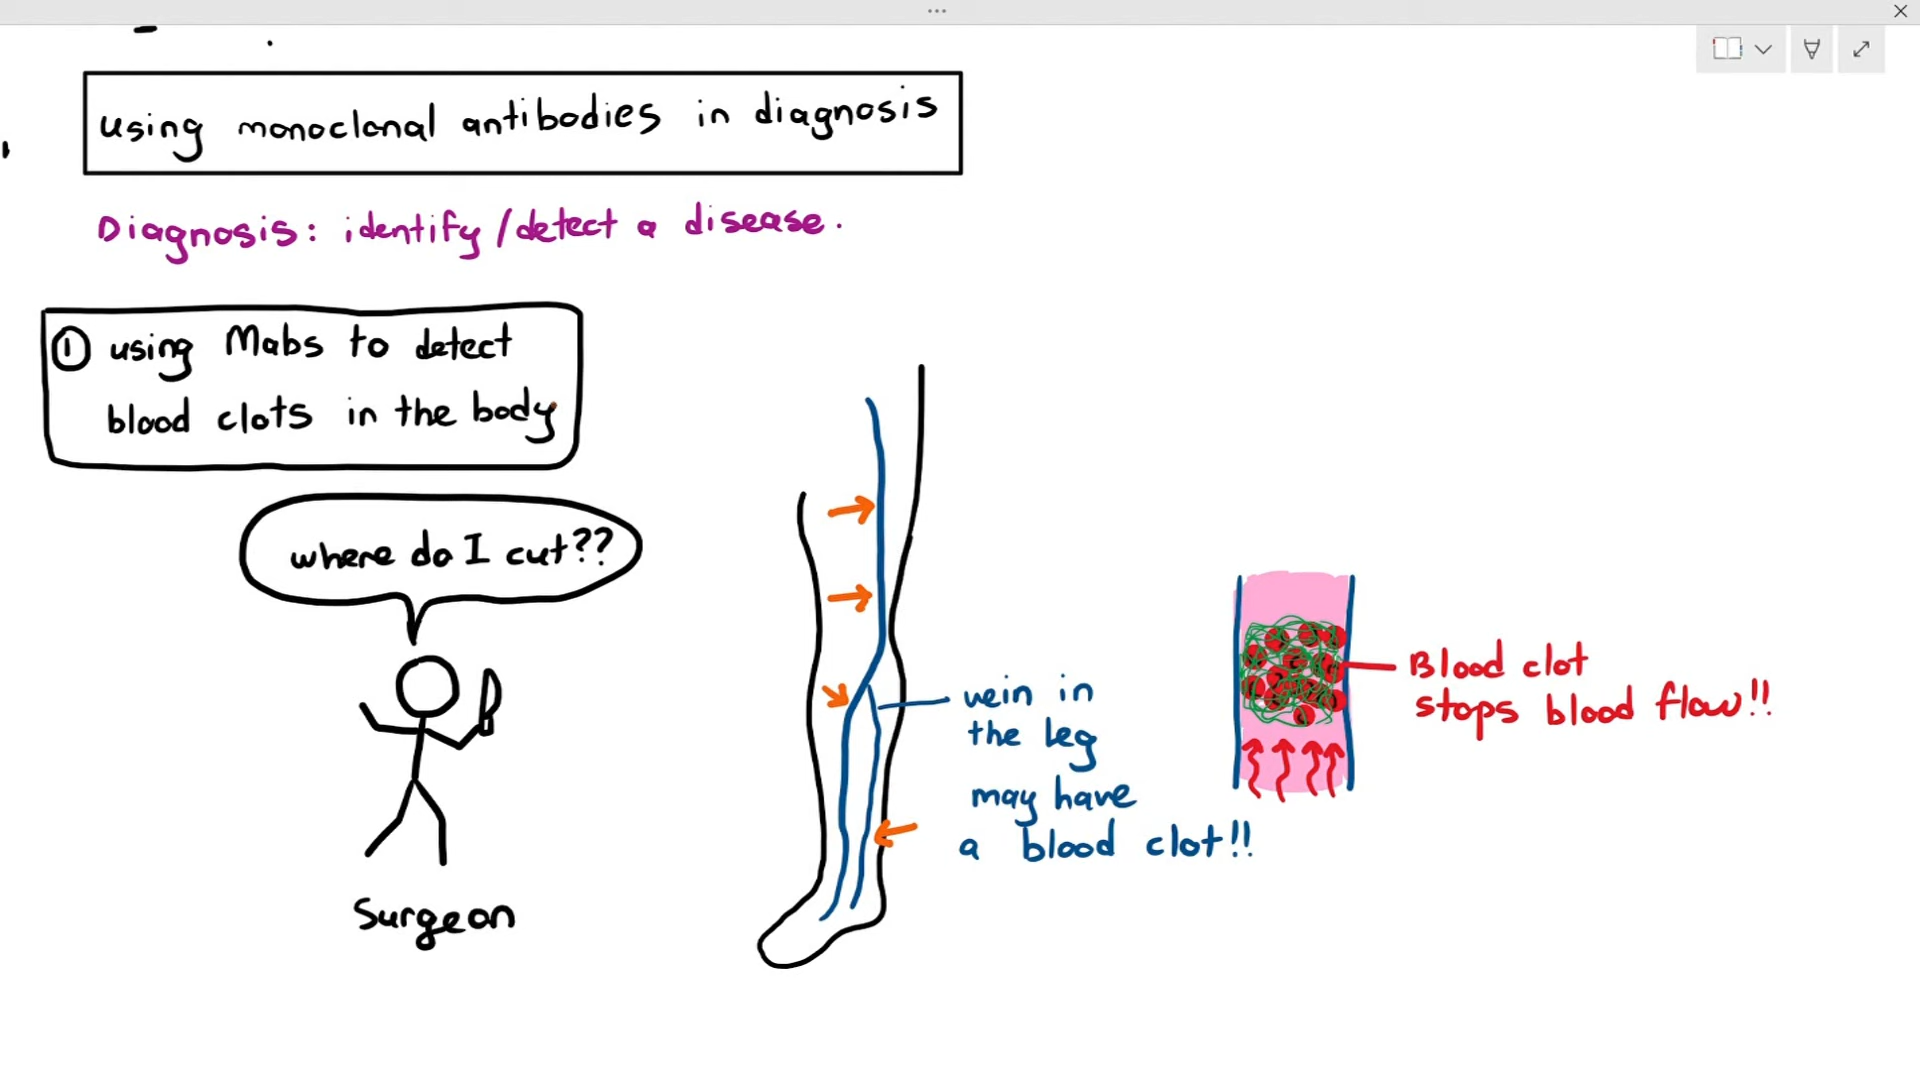 using monoclonal antibodies in diagnosis
Diagnosis: identify/detect a disease.
① using Mabs to detect
blood clots in the body
where do I cut??
Surgeon
vein in
the leg
may have
a blood clot!!
Blood clot
stops blood flow!!